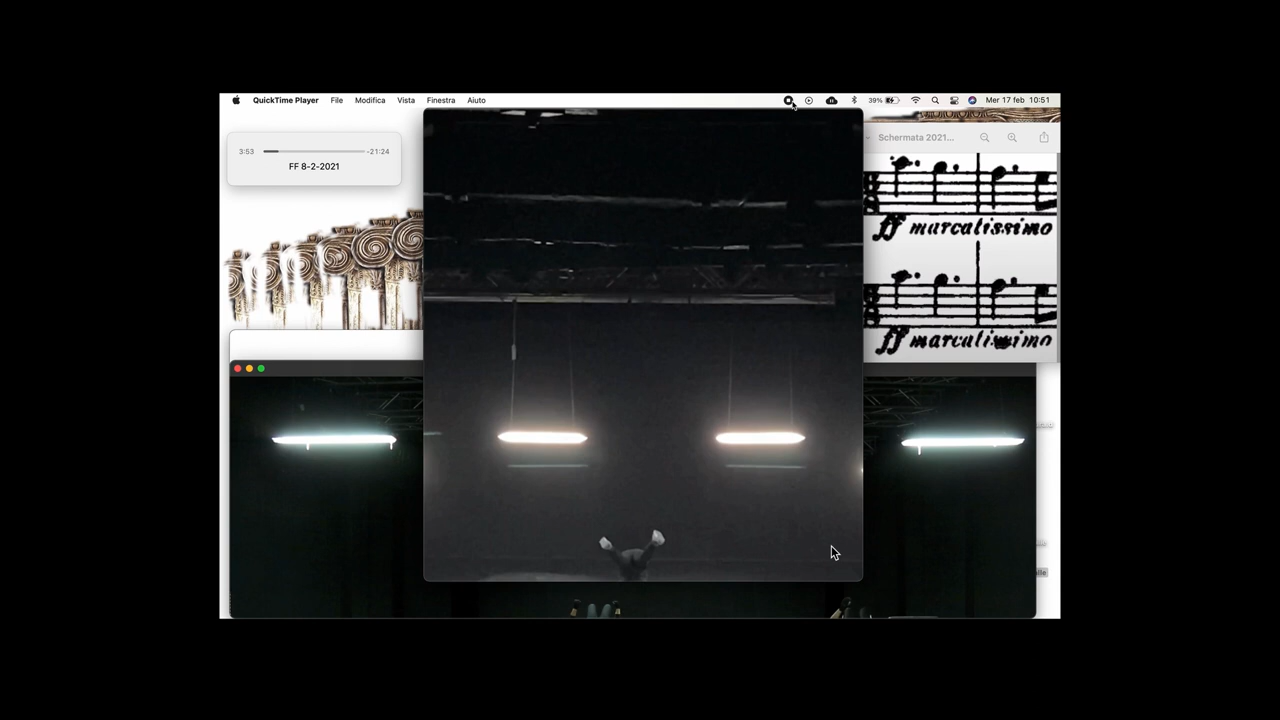 QuickTime Player File Modifica Vista Finestra Aiuto 39% Mer 17 feb 10:51
3:53 -21:24
FF 8-2-2021
Schermata 2021...
ff marcatissimo
ff marcatissimo